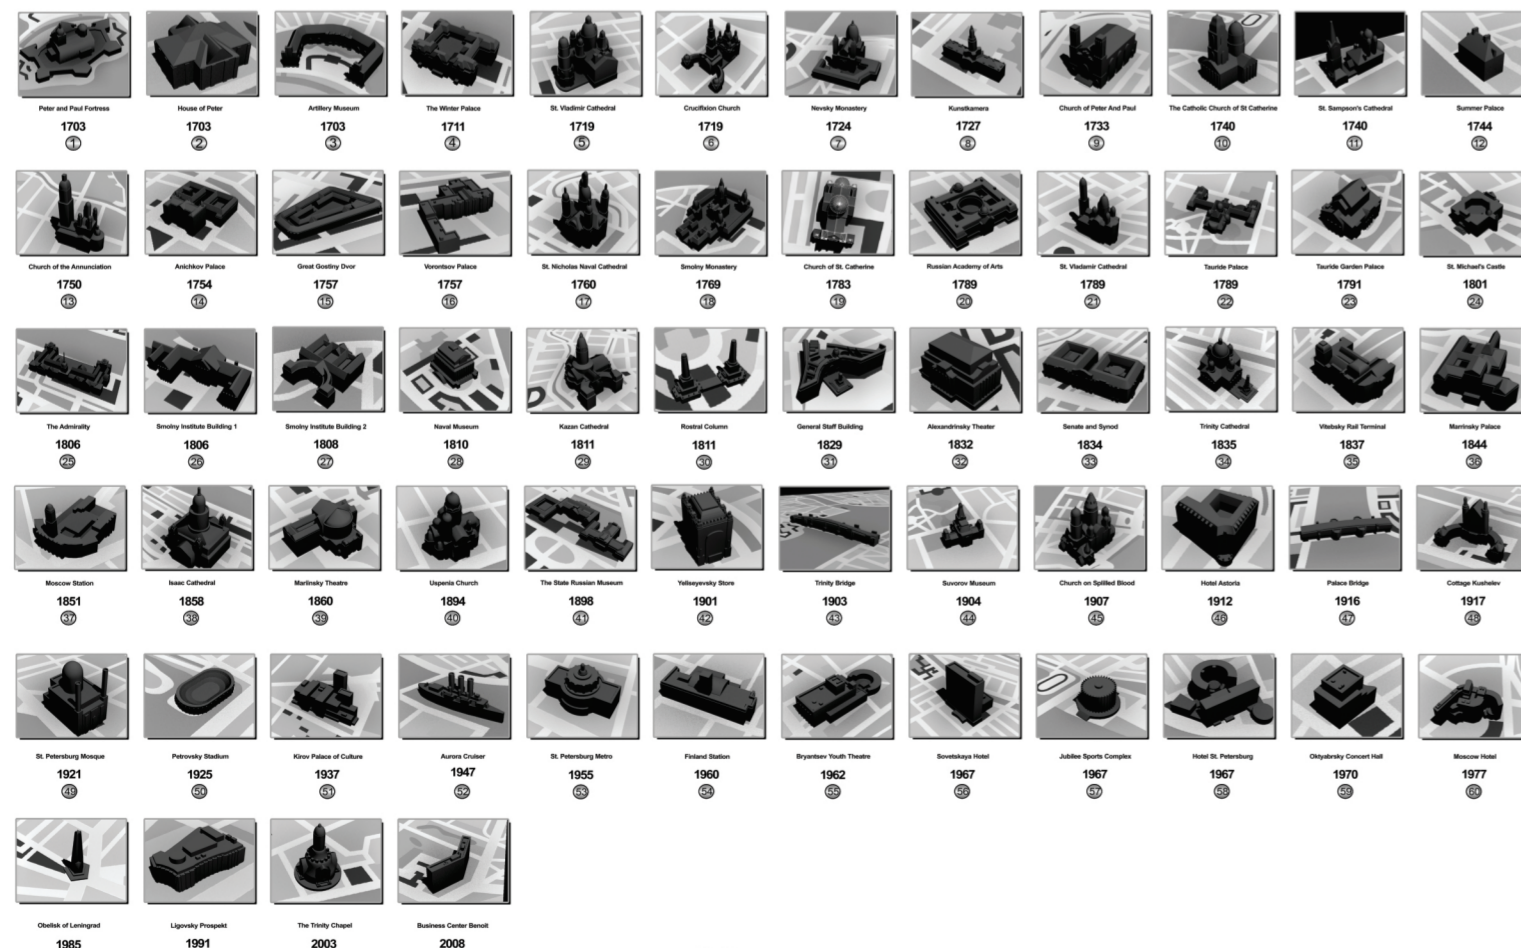 Peter and Paul Fortress
1703
1
House of Peter
1703
2
Artillery Museum
1703
3
The Winter Palace
1711
4
St. Vladimir Cathedral
1719
5
Crucifixion Church
1719
6
Nevsky Monastery
1724
7
Kunstkamera
1727
8
Church of Peter And Paul
1733
9
The Catholic Church of St Catherine
1740
10
St. Sampson's Cathedral
1740
11
Summer Palace
1744
12
Church of the Annunciation
1750
13
Anichkov Palace
1754
14
Great Gostiny Dvor
1757
15
Vorontsov Palace
1757
16
St. Nicholas Naval Cathedral
1760
17
Smolny Monastery
1769
18
Church of St. Catherine
1783
19
Russian Academy of Arts
1789
20
St. Vladamir Cathedral
1789
21
Tauride Palace
1789
22
Tauride Garden Palace
1791
23
St. Michael's Castle
1801
24
The Admirality
1806
25
Smolny Institute Building 1
1806
26
Smolny Institute Building 2
1808
27
Naval Museum
1810
28
Kazan Cathedral
1811
29
Rostral Column
1811
30
General Staff Building
1829
31
Alexandrinsky Theater
1832
32
Senate and Synod
1834
33
Trinity Cathedral
1835
34
Vitebsky Rail Terminal
1837
35
Marrinsky Palace
1844
36
Moscow Station
1851
37
Isaac Cathedral
1858
38
Mariinsky Theatre
1860
39
Uspenia Church
1894
40
The State Russian Museum
1898
41
Yeliseyevsky Store
1901
42
Trinity Bridge
1903
43
Suvorov Museum
1904
44
Church on Spillled Blood
1907
45
Hotel Astoria
1912
46
Palace Bridge
1916
47
Cottage Kushelev
1917
48
St. Petersburg Mosque
1921
49
Petrovsky Stadium
1925
50
Kirov Palace of Culture
1937
51
Aurora Cruiser
1947
52
St. Petersburg Metro
1955
53
Finland Station
1960
54
Bryantsev Youth Theatre
1962
55
Sovetskaya Hotel
1967
56
Jubilee Sports Complex
1967
57
Hotel St. Petersburg
1967
58
Oktyabrsky Concert Hall
1970
59
Moscow Hotel
1977
60
Obelisk of Leningrad
1985
Ligovsky Prospekt
1991
The Trinity Chapel
2003
Business Center Benoit
2008